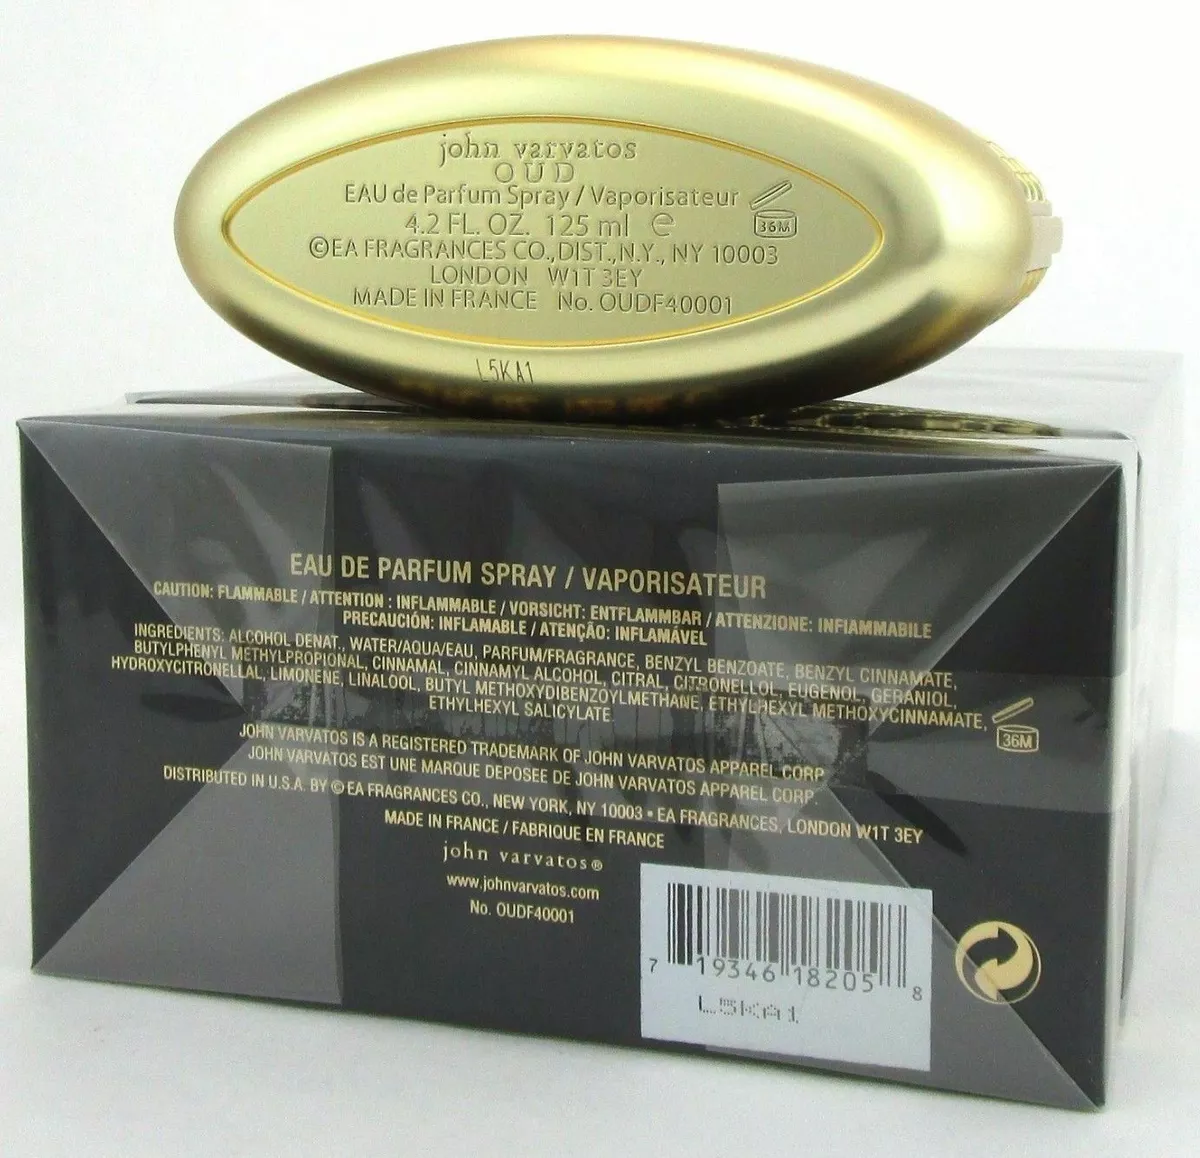 john varvatos
OUD
EAU de Parfum Spray / Vaporisateur
4.2 FL. OZ. 125 ml e
36M
©EA FRAGRANCES CO.,DIST.,N.Y., NY 10003
LONDON W1T 3EY
MADE IN FRANCE No. OUDF40001
L5KA1
EAU DE PARFUM SPRAY / VAPORISATEUR
CAUTION: FLAMMABLE / ATTENTION : INFLAMMABLE / VORSICHT: ENTFLAMMBAR / ATTENZIONE: INFIAMMABILE
PRECAUCIÓN: INFLAMABLE / ATENÇÃO: INFLAMÁVEL
INGREDIENTS: ALCOHOL DENAT., WATER/AQUA/EAU, PARFUM/FRAGRANCE, BENZYL BENZOATE, BENZYL CINNAMATE,
BUTYLPHENYL METHYLPROPIONAL, CINNAMAL, CINNAMYL ALCOHOL, CITRAL, CITRONELLOL, EUGENOL, GERANIOL,
HYDROXYCITRONELLAL, LIMONENE, LINALOOL, BUTYL METHOXYDIBENZOYLMETHANE, ETHYLHEXYL METHOXYCINNAMATE,
ETHYLHEXYL SALICYLATE
36M
JOHN VARVATOS IS A REGISTERED TRADEMARK OF JOHN VARVATOS APPAREL CORP.
JOHN VARVATOS EST UNE MARQUE DEPOSEE DE JOHN VARVATOS APPAREL CORP.
DISTRIBUTED IN U.S.A. BY ©EA FRAGRANCES CO., NEW YORK, NY 10003 • EA FRAGRANCES, LONDON W1T 3EY
MADE IN FRANCE / FABRIQUE EN FRANCE
john varvatos®
www.johnvarvatos.com
No. OUDF40001
7 19346 18205 8
L5KA1